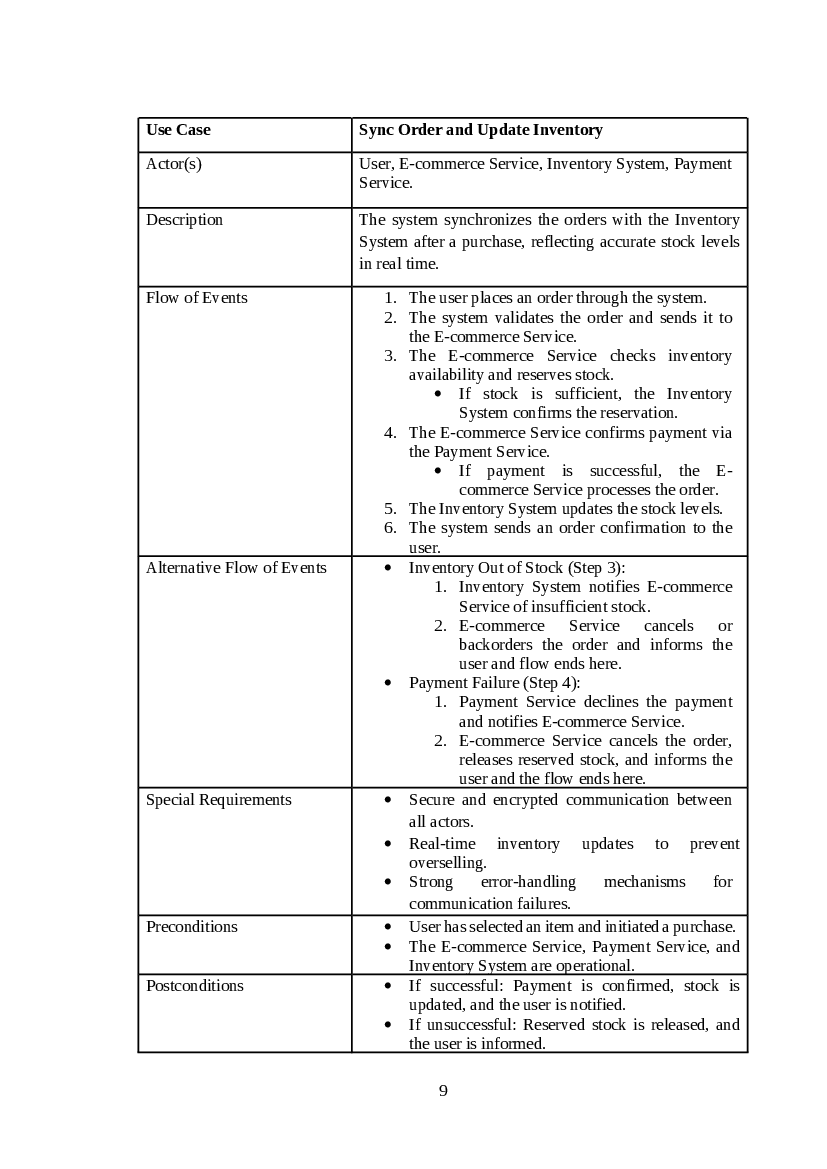 Use Case
Sync Order and Update Inventory
Actor(s)
User, E-commerce Service, Inventory System, Payment
Service.
Description
The system synchronizes the orders with the Inventory
System after a purchase, reflecting accurate stock levels
in real time.
Flow of Events
1. The user places an order through the system.
2. The system validates the order and sends it to
the E-commerce Service.
3. The E-commerce Service checks inventory
availability and reserves stock.
• If stock is sufficient, the Inventory
System confirms the reservation.
4. The E-commerce Service confirms payment via
the Payment Service.
• If payment is successful, the E-
commerce Service processes the order.
5. The Inventory System updates the stock levels.
6. The system sends an order confirmation to the
user.
Alternative Flow of Events
• Inventory Out of Stock (Step 3):
1. Inventory System notifies E-commerce
Service of insufficient stock.
2. E-commerce Service cancels or
backorders the order and informs the
user and flow ends here.
• Payment Failure (Step 4):
1. Payment Service declines the payment
and notifies E-commerce Service.
2. E-commerce Service cancels the order,
releases reserved stock, and informs the
user and the flow ends here.
Special Requirements
• Secure and encrypted communication between
all actors.
• Real-time inventory updates to prevent
overselling.
• Strong error-handling mechanisms for
communication failures.
Preconditions
• User has selected an item and initiated a purchase.
• The E-commerce Service, Payment Service, and
Inventory System are operational.
Postconditions
• If successful: Payment is confirmed, stock is
updated, and the user is notified.
• If unsuccessful: Reserved stock is released, and
the user is informed.
9